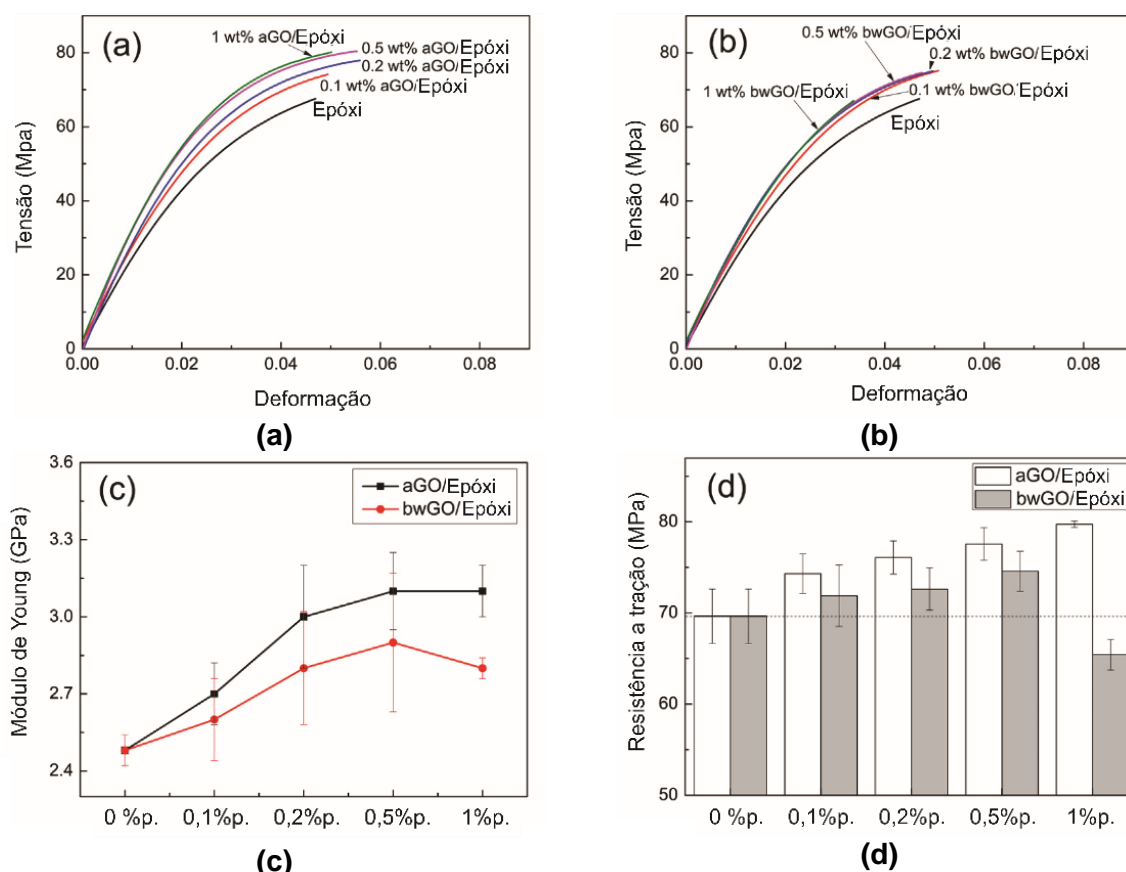 (a)
1 wt% aGO/Epóxi
0.5 wt% aGO/Epóxi
0.2 wt% aGO/Epóxi
0.1 wt% aGO/Epóxi
Epóxi
Tensão (Mpa)
80
60
40
20
0
0.00 0.02 0.04 0.06 0.08
Deformação
(a)
(b)
0.5 wt% bwGO/Epóxi
0.2 wt% bwGO/Epóxi
1 wt% bwGO/Epóxi
0.1 wt% bwGO/Epóxi
Epóxi
Tensão (Mpa)
80
60
40
20
0
0.00 0.02 0.04 0.06 0.08
Deformação
(b)
(c)
aGO/Epóxi
bwGO/Epóxi
Módulo de Young (GPa)
3.6
3.3
3.0
2.7
2.4
0 %p. 0,1%p. 0,2%p. 0,5%p. 1%p.
(c)
(d)
aGO/Epóxi
bwGO/Epóxi
Resistência a tração (MPa)
80
70
60
50
0 %p. 0,1%p. 0,2%p. 0,5%p. 1%p.
(d)